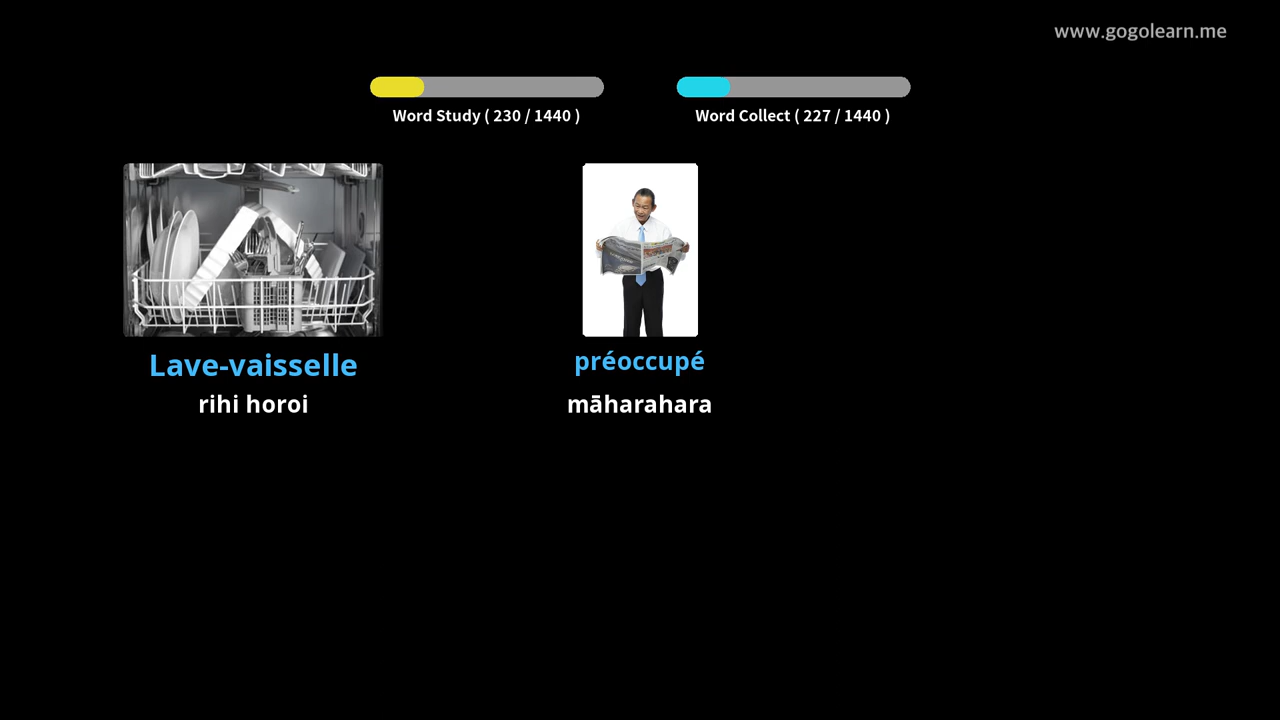 www.gogolearn.me
Word Study ( 230 / 1440 )
Word Collect ( 227 / 1440 )
Lave-vaisselle
rihi horoi
préoccupé
māharahara